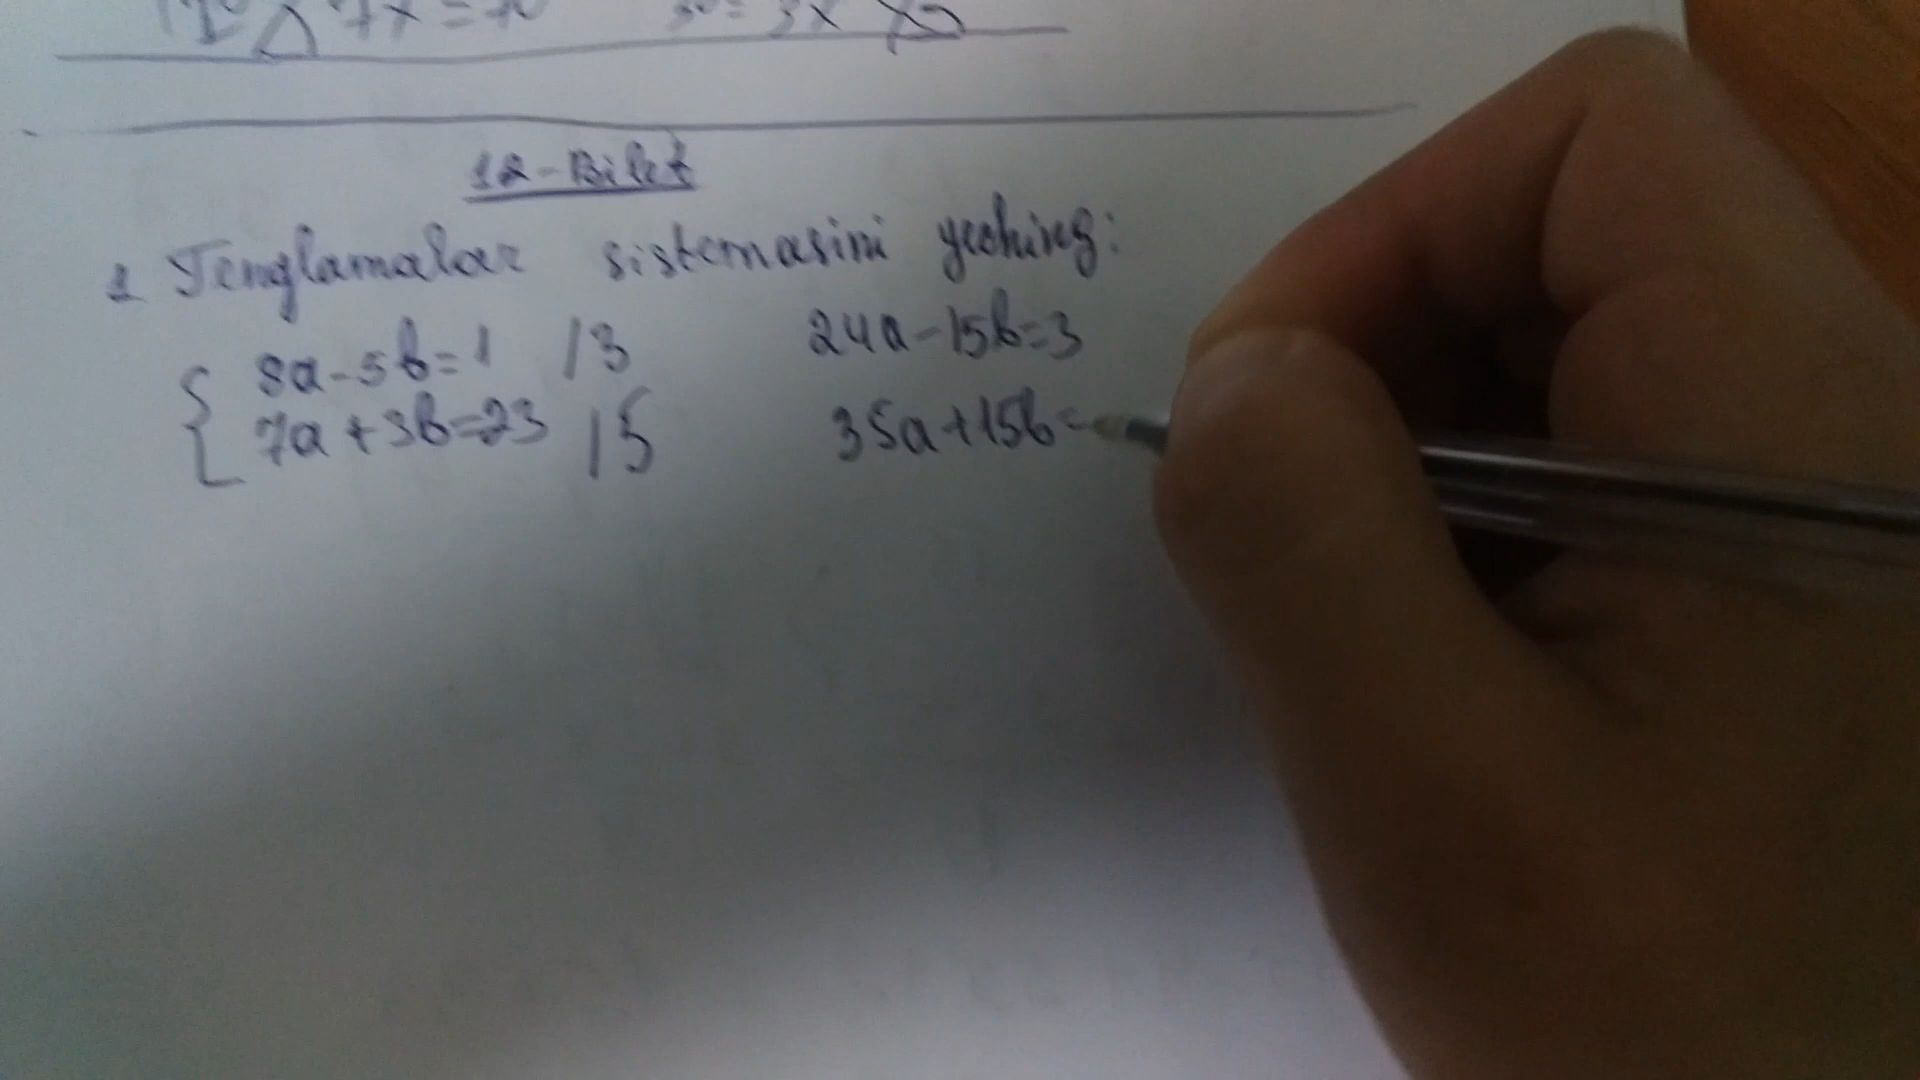 12-Bilet
1. Tenglamalar sistemasini yeching:
8a-5b=1 /3 24a-15b=3
7a+3b=23 /5 35a+15b=